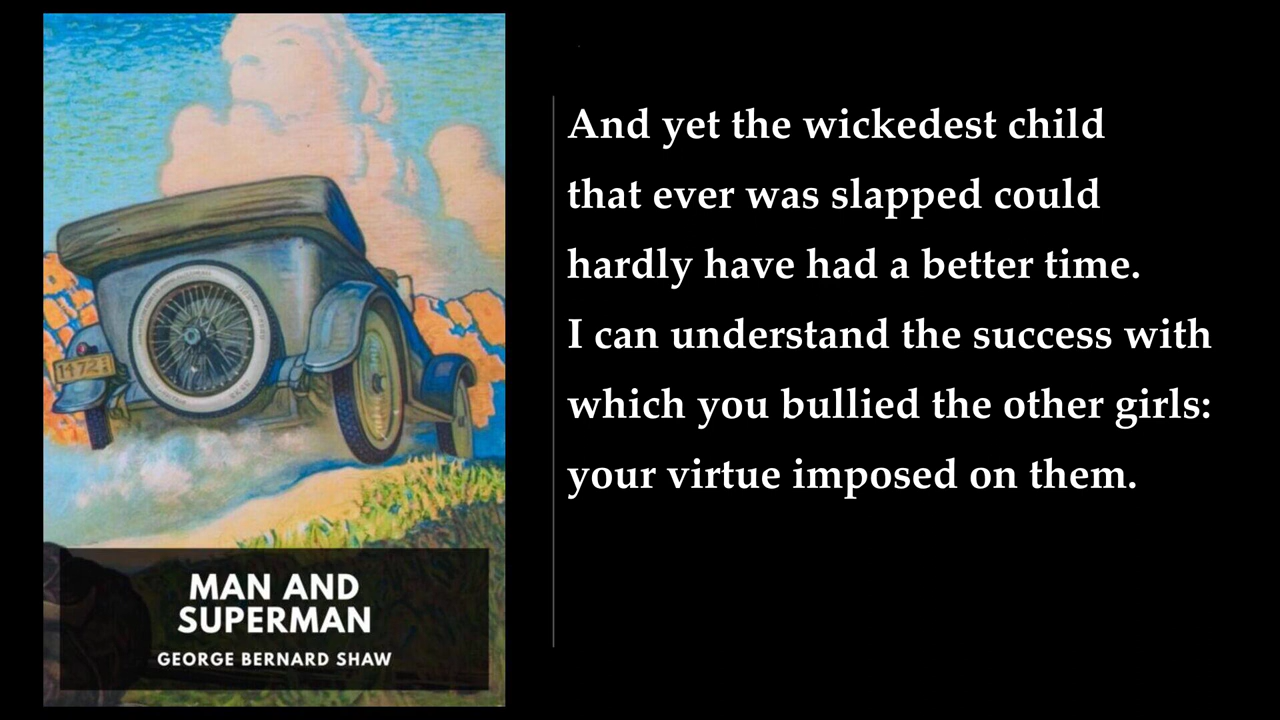 And yet the wickedest child
that ever was slapped could
hardly have had a better time.
I can understand the success with
which you bullied the other girls:
your virtue imposed on them.
1472
MAN AND
SUPERMAN
GEORGE BERNARD SHAW